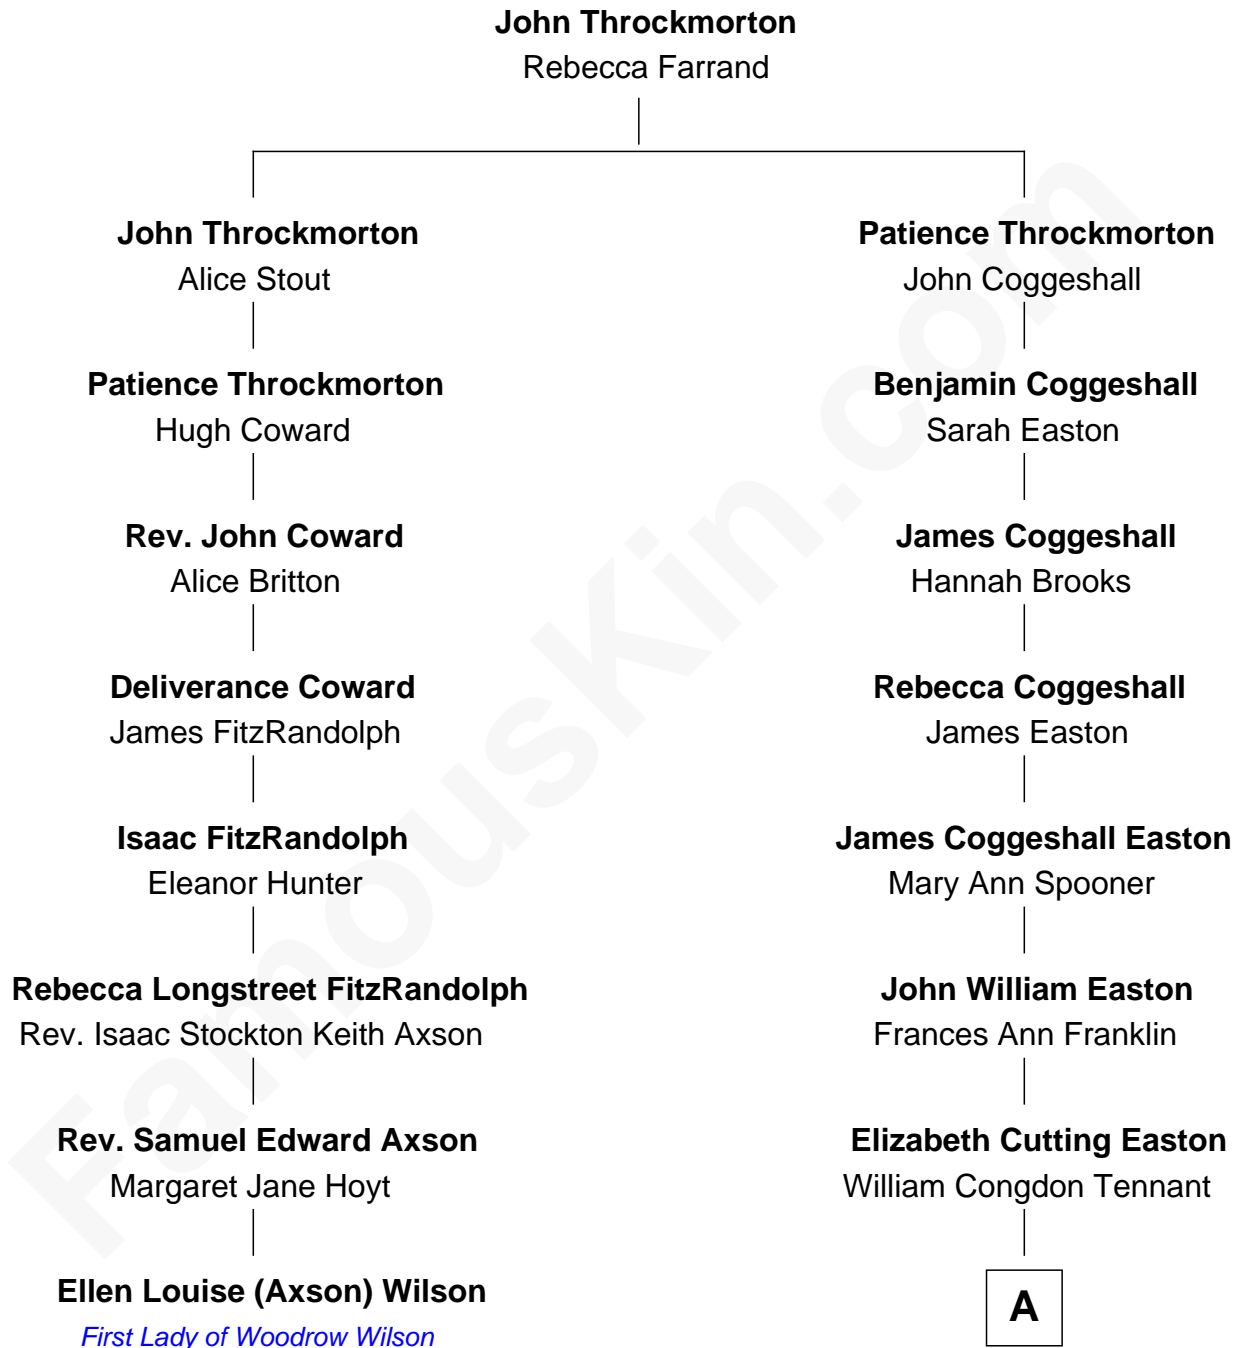 John Throckmorton
Rebecca Farrand
John Throckmorton
Alice Stout
Patience Throckmorton
John Coggeshall
Patience Throckmorton
Hugh Coward
Benjamin Coggeshall
Sarah Easton
Rev. John Coward
Alice Britton
James Coggeshall
Hannah Brooks
Deliverance Coward
James FitzRandolph
Rebecca Coggeshall
James Easton
Isaac FitzRandolph
Eleanor Hunter
James Coggeshall Easton
Mary Ann Spooner
Rebecca Longstreet FitzRandolph
Rev. Isaac Stockton Keith Axson
John William Easton
Frances Ann Franklin
Rev. Samuel Edward Axson
Margaret Jane Hoyt
Elizabeth Cutting Easton
William Congdon Tennant
Ellen Louise (Axson) Wilson
First Lady of Woodrow Wilson
A
FamousKin.com